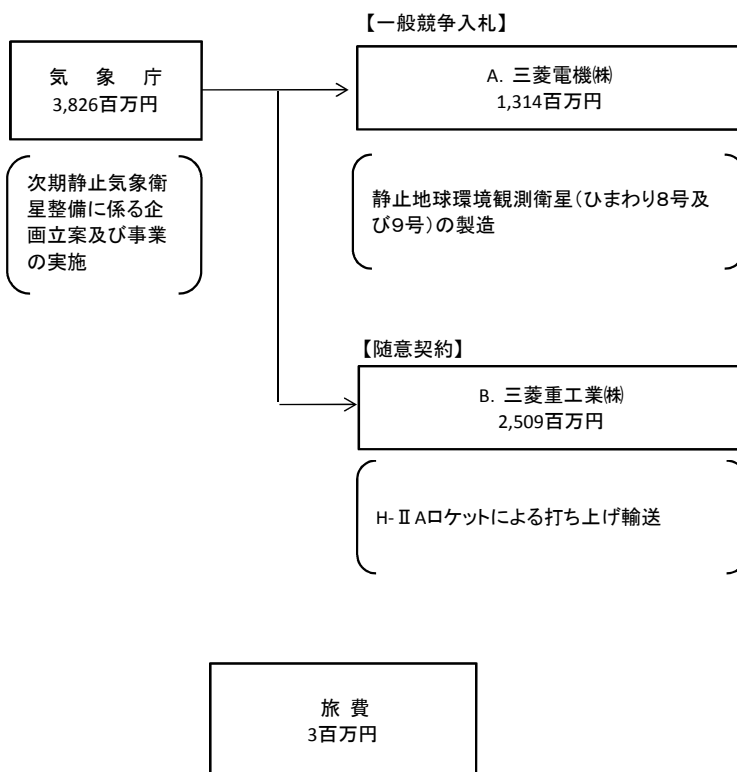 【一般競争入札】
気 象 庁
3,826百万円
A. 三菱電機㈱
1,314百万円
次期静止気象衛
星整備に係る企
画立案及び事業
の実施
静止地球環境観測衛星（ひまわり８号及
び９号）の製造
【随意契約】
B. 三菱重工業㈱
2,509百万円
H-ⅡAロケットによる打ち上げ輸送
旅 費
3百万円